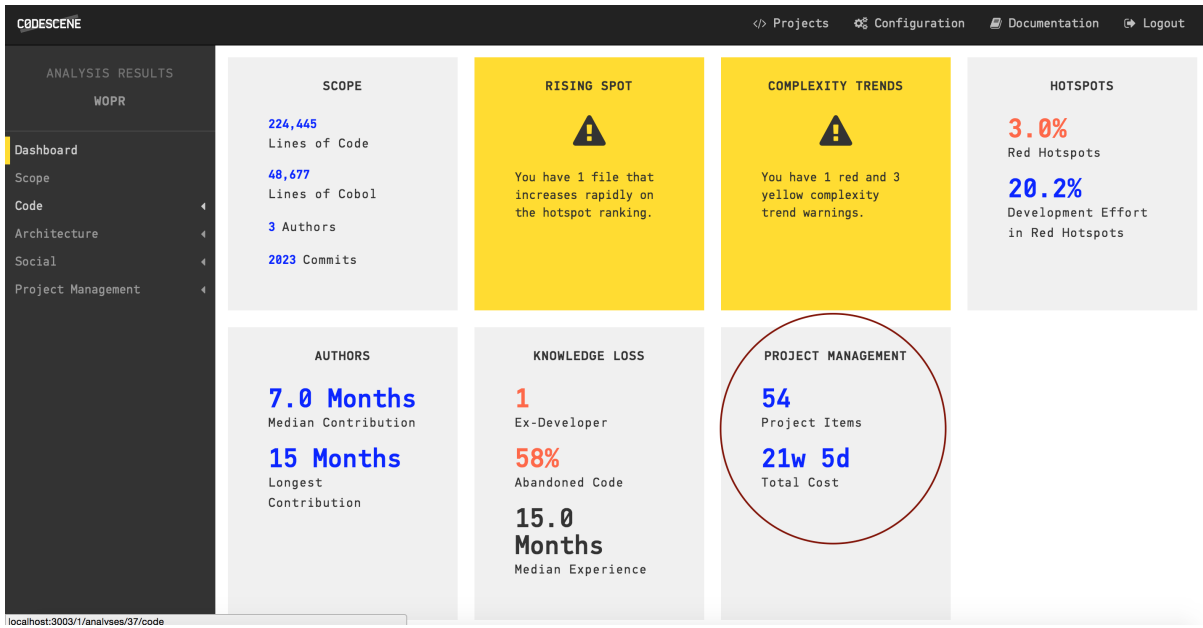 CØDESCENE
Projects
Configuration
Documentation
Logout
ANALYSIS RESULTS
WOPR
Dashboard
Scope
Code
Architecture
Social
Project Management
SCOPE
224,445
Lines of Code
48,677
Lines of Cobol
3 Authors
2023 Commits
RISING SPOT
You have 1 file that
increases rapidly on
the hotspot ranking.
COMPLEXITY TRENDS
You have 1 red and 3
yellow complexity
trend warnings.
HOTSPOTS
3.0%
Red Hotspots
20.2%
Development Effort
in Red Hotspots
AUTHORS
7.0 Months
Median Contribution
15 Months
Longest
Contribution
KNOWLEDGE LOSS
1
Ex-Developer
58%
Abandoned Code
15.0
Months
Median Experience
PROJECT MANAGEMENT
54
Project Items
21w 5d
Total Cost
localhost:3003/1/analyses/37/code